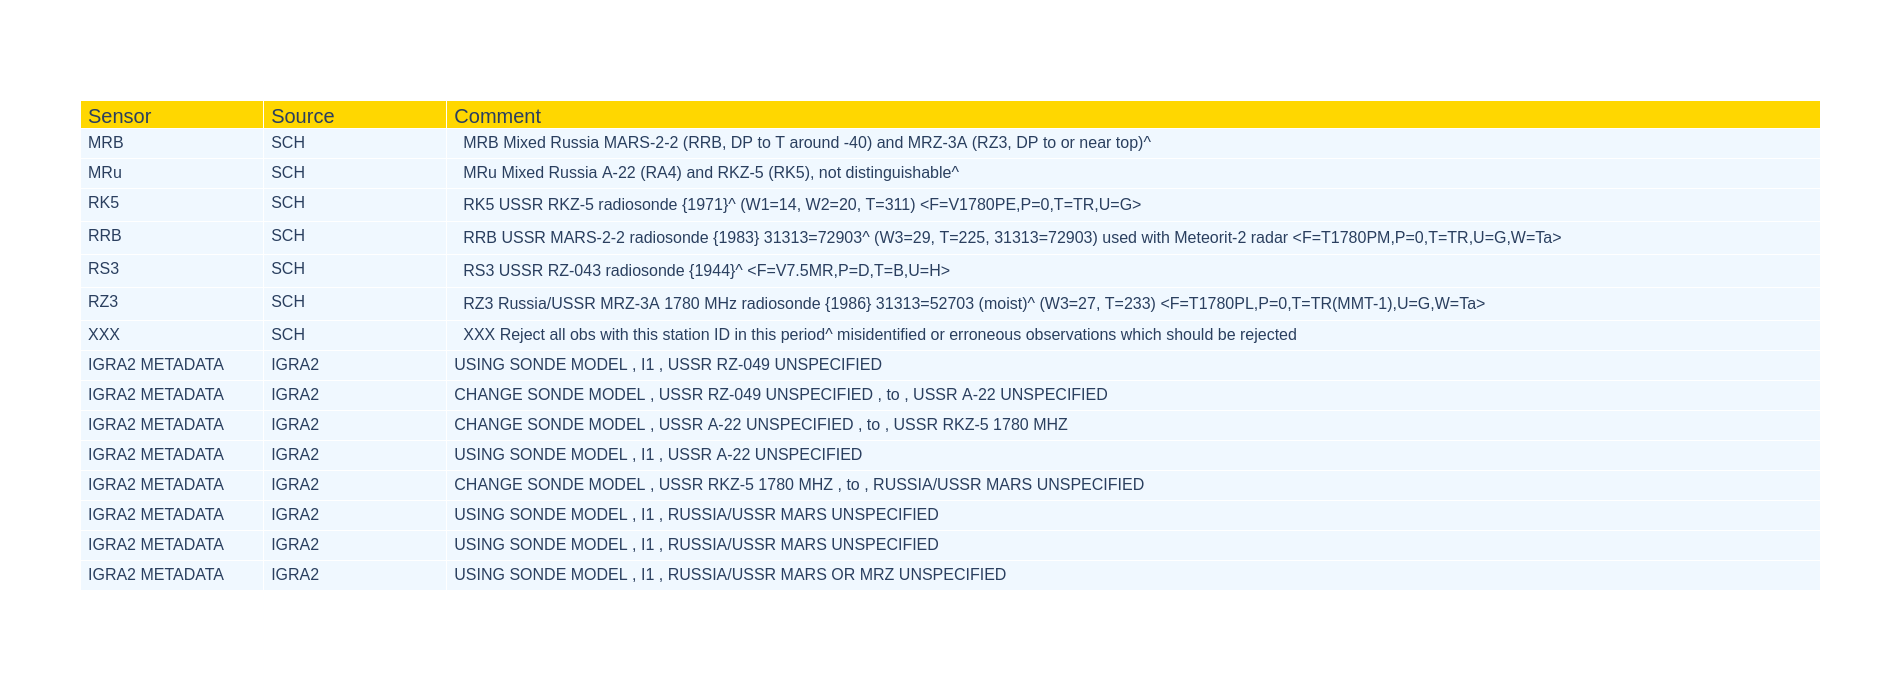 Sensor Source Comment
MRB SCH MRB Mixed Russia MARS-2-2 (RRB, DP to T around -40) and MRZ-3A (RZ3, DP to or near top)^
MRu SCH MRu Mixed Russia A-22 (RA4) and RKZ-5 (RK5), not distinguishable^
RK5 SCH RK5 USSR RKZ-5 radiosonde {1971}^ (W1=14, W2=20, T=311) <F=V1780PE,P=0,T=TR,U=G>
RRB SCH RRB USSR MARS-2-2 radiosonde {1983} 31313=72903^ (W3=29, T=225, 31313=72903) used with Meteorit-2 radar <F=T1780PM,P=0,T=TR,U=G,W=Ta>
RS3 SCH RS3 USSR RZ-043 radiosonde {1944}^ <F=V7.5MR,P=D,T=B,U=H>
RZ3 SCH RZ3 Russia/USSR MRZ-3A 1780 MHz radiosonde {1986} 31313=52703 (moist)^ (W3=27, T=233) <F=T1780PL,P=0,T=TR(MMT-1),U=G,W=Ta>
XXX SCH XXX Reject all obs with this station ID in this period^ misidentified or erroneous observations which should be rejected
IGRA2 METADATA IGRA2 USING SONDE MODEL , I1 , USSR RZ-049 UNSPECIFIED
IGRA2 METADATA IGRA2 CHANGE SONDE MODEL , USSR RZ-049 UNSPECIFIED , to , USSR A-22 UNSPECIFIED
IGRA2 METADATA IGRA2 CHANGE SONDE MODEL , USSR A-22 UNSPECIFIED , to , USSR RKZ-5 1780 MHZ
IGRA2 METADATA IGRA2 USING SONDE MODEL , I1 , USSR A-22 UNSPECIFIED
IGRA2 METADATA IGRA2 CHANGE SONDE MODEL , USSR RKZ-5 1780 MHZ , to , RUSSIA/USSR MARS UNSPECIFIED
IGRA2 METADATA IGRA2 USING SONDE MODEL , I1 , RUSSIA/USSR MARS UNSPECIFIED
IGRA2 METADATA IGRA2 USING SONDE MODEL , I1 , RUSSIA/USSR MARS UNSPECIFIED
IGRA2 METADATA IGRA2 USING SONDE MODEL , I1 , RUSSIA/USSR MARS OR MRZ UNSPECIFIED